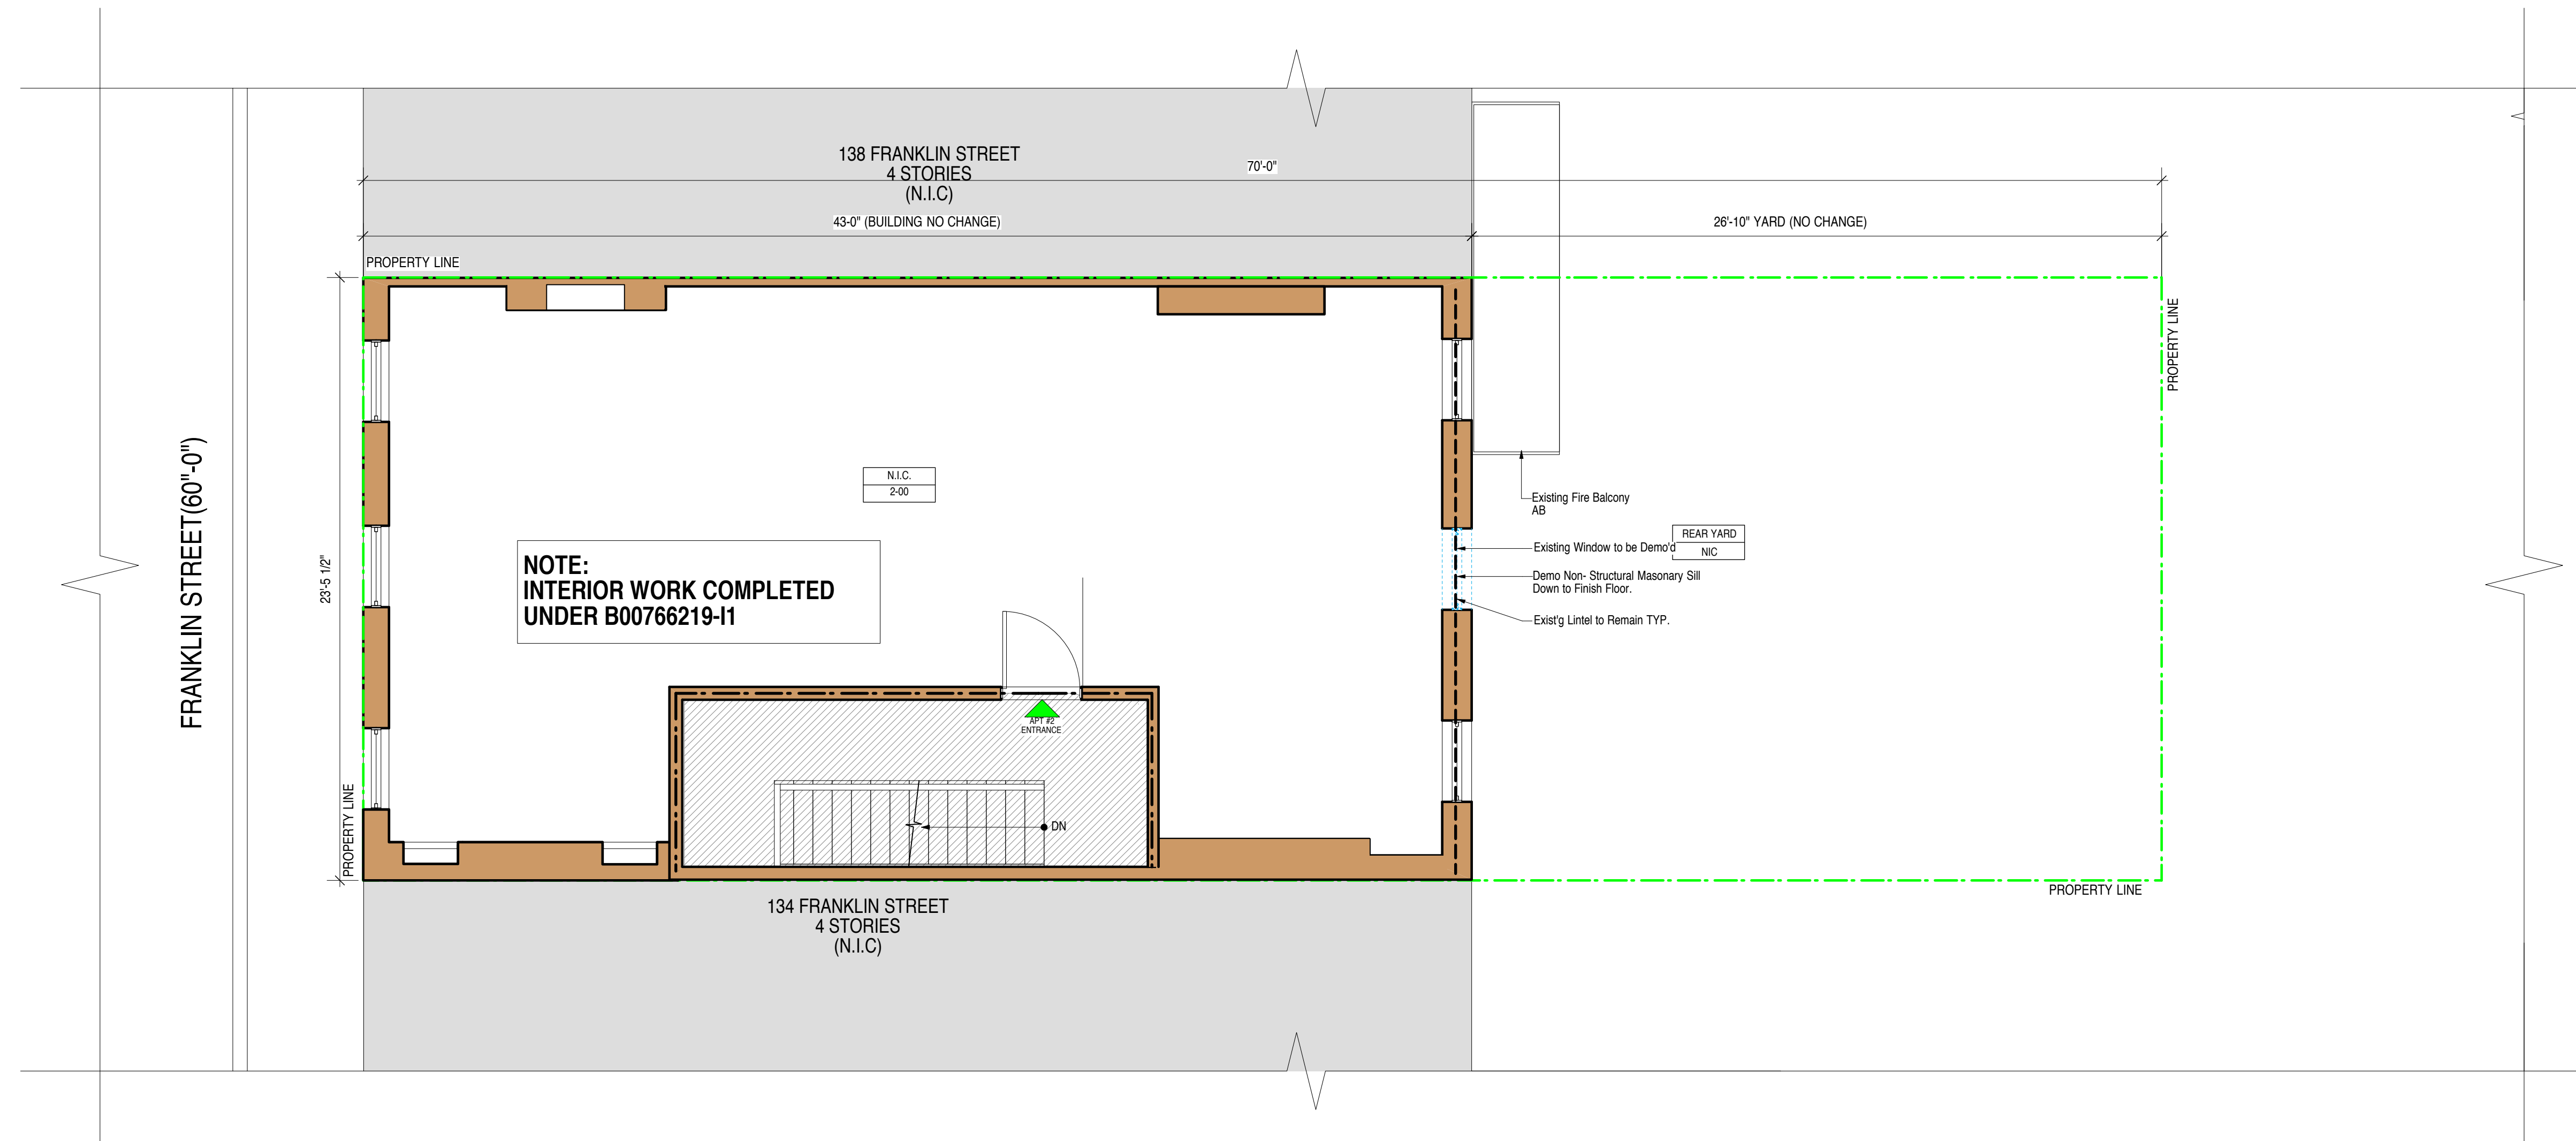 138 FRANKLIN STREET
4 STORIES
(N.I.C)
70'-0"
43-0" (BUILDING NO CHANGE)
26'-10" YARD (NO CHANGE)
PROPERTY LINE
PROPERTY LINE
FRANKLIN STREET(60"-0")
23'-5 1/2"
PROPERTY LINE
N.I.C.
2-00
NOTE:
INTERIOR WORK COMPLETED
UNDER B00766219-I1
Existing Fire Balcony
AB
REAR YARD
NIC
Existing Window to be Demo'd
Demo Non- Structural Masonary Sill
Down to Finish Floor.
Exist'g Lintel to Remain TYP.
APT #2
ENTRANCE
DN
PROPERTY LINE
134 FRANKLIN STREET
4 STORIES
(N.I.C)